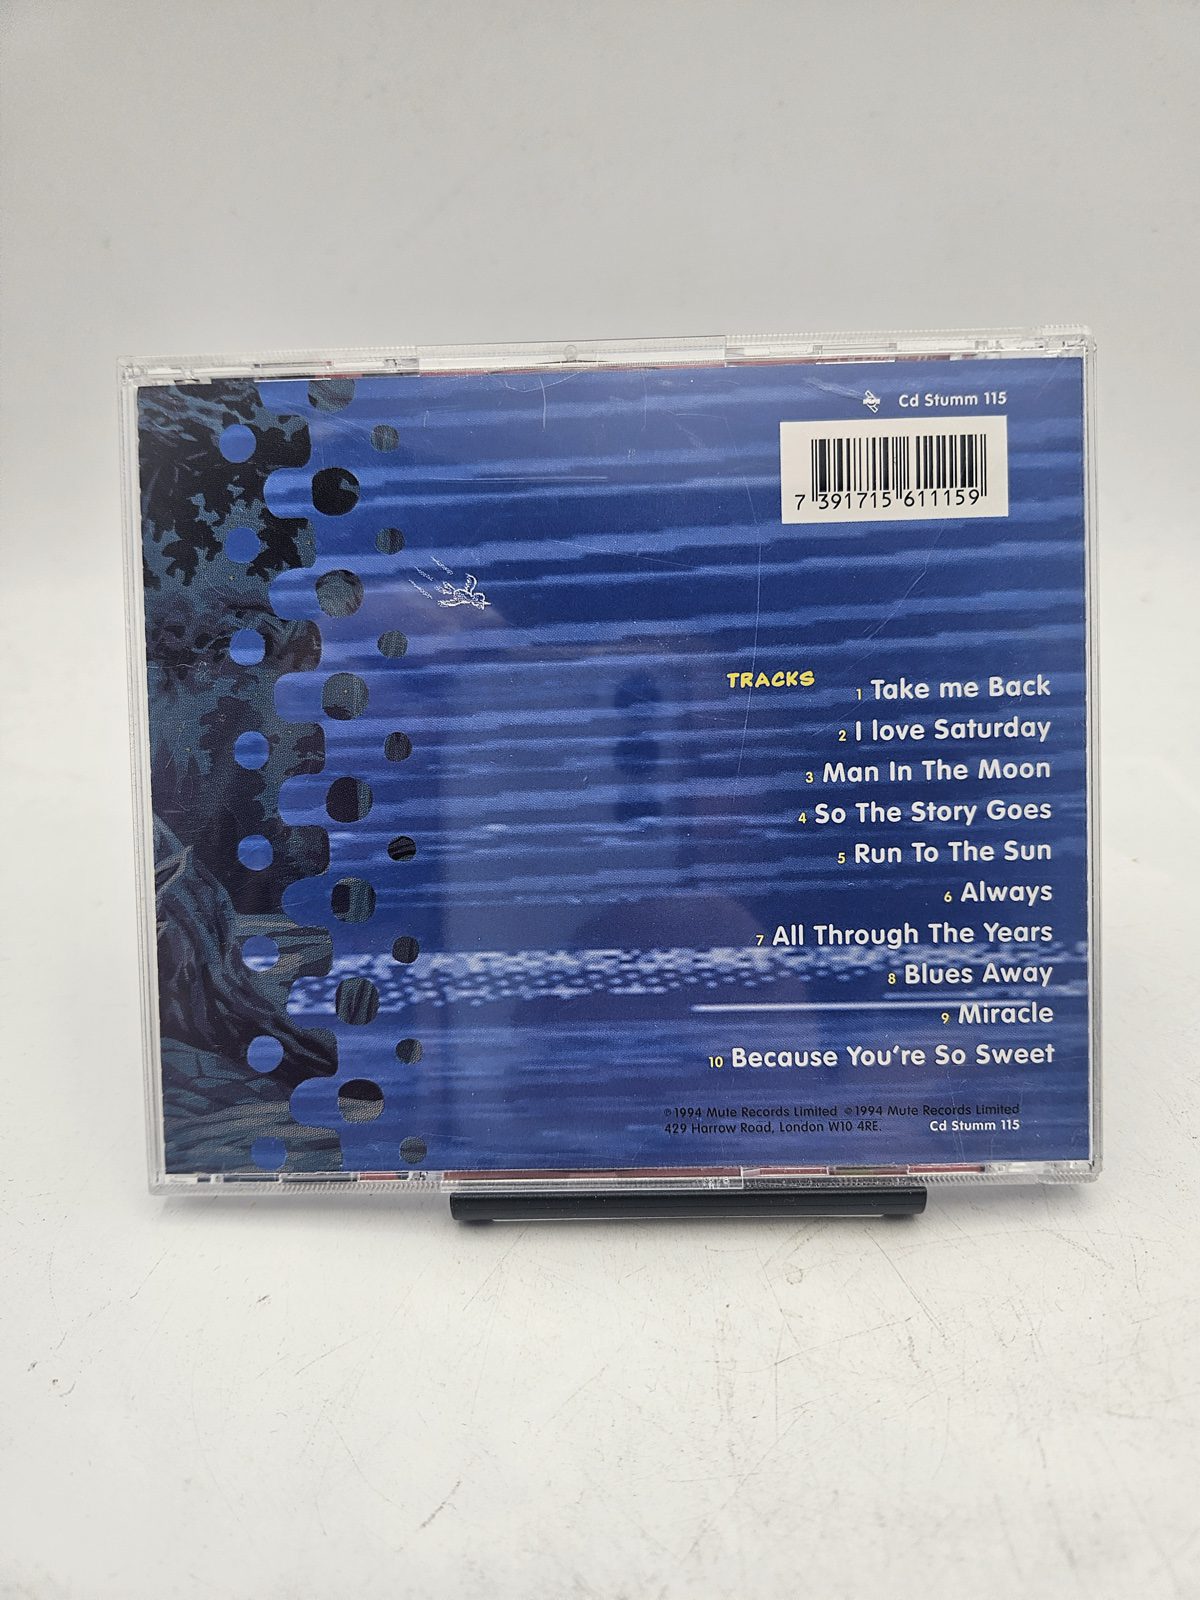 Cd Stumm 115
7 391715 611159
TRACKS
1 Take me Back
2 I love Saturday
3 Man In The Moon
4 So The Story Goes
5 Run To The Sun
6 Always
7 All Through The Years
8 Blues Away
9 Miracle
10 Because You're So Sweet
℗1994 Mute Records Limited ©1994 Mute Records Limited
429 Harrow Road, London W10 4RE. Cd Stumm 115